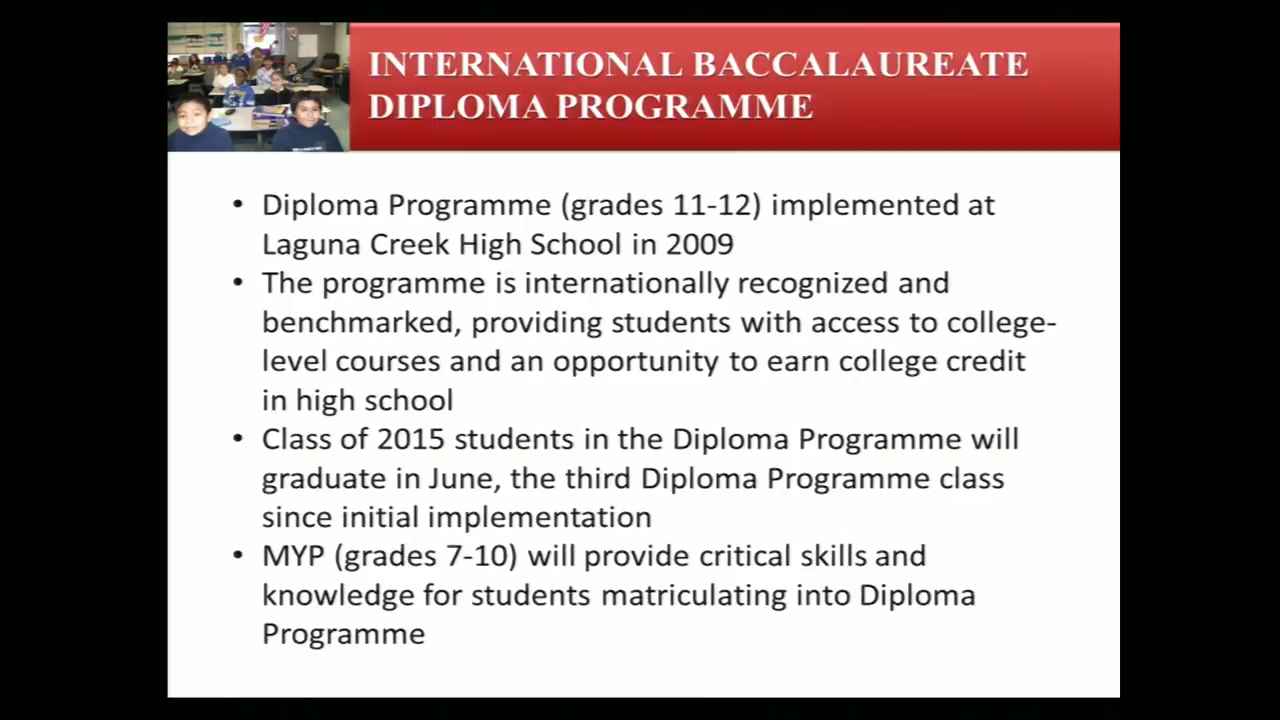 INTERNATIONAL BACCALAUREATE
DIPLOMA PROGRAMME
• Diploma Programme (grades 11-12) implemented at
Laguna Creek High School in 2009
• The programme is internationally recognized and
benchmarked, providing students with access to college-
level courses and an opportunity to earn college credit
in high school
• Class of 2015 students in the Diploma Programme will
graduate in June, the third Diploma Programme class
since initial implementation
• MYP (grades 7-10) will provide critical skills and
knowledge for students matriculating into Diploma
Programme